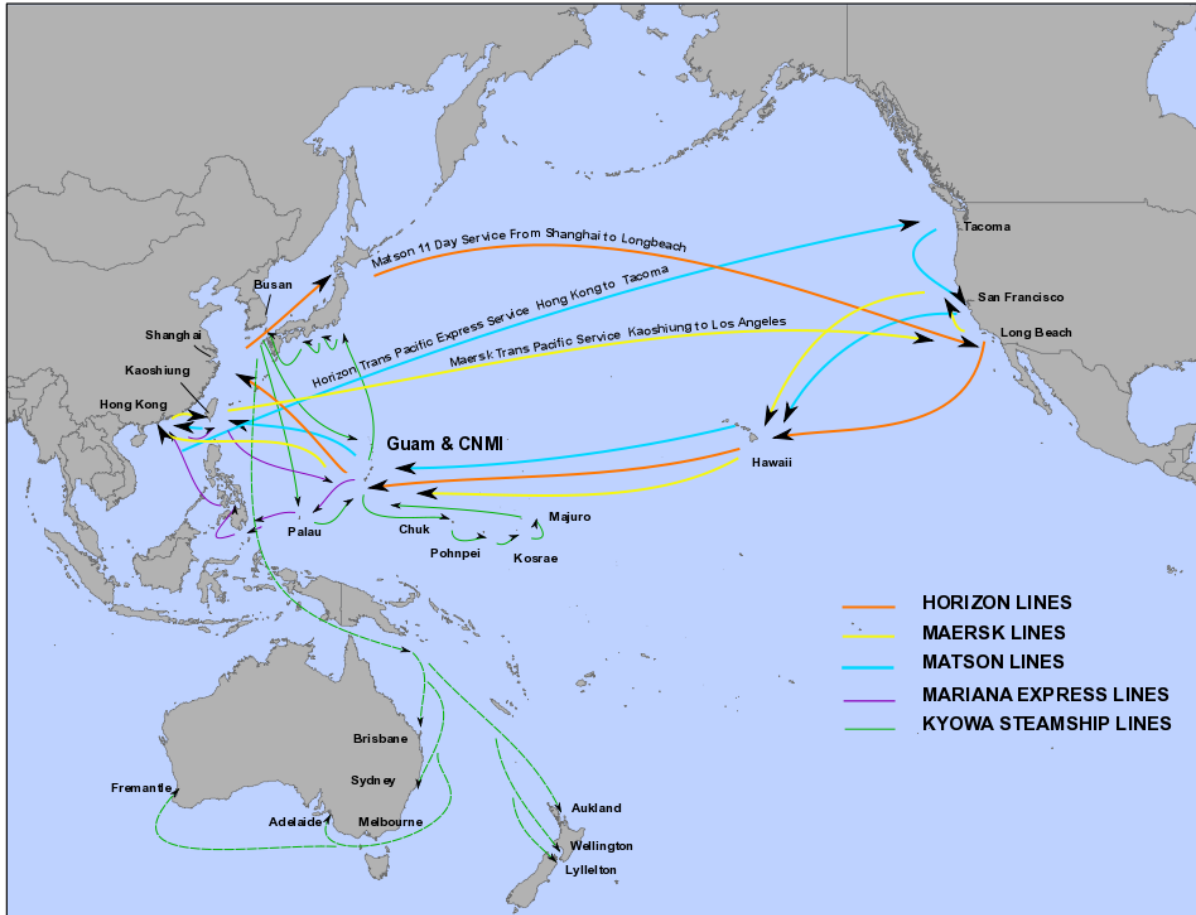 Tacoma
Matson 11 Day Service From Shanghai to Longbeach
Busan
San Francisco
Shanghai
Long Beach
Horizon Trans Pacific Express Service Hong Kong to Tacoma
Maersk Trans Pacific Service Kaoshiung to Los Angeles
Kaoshiung
Hong Kong
Guam & CNMI
Hawaii
Majuro
Chuk
Palau
Pohnpei
Kosrae
HORIZON LINES
MAERSK LINES
MATSON LINES
MARIANA EXPRESS LINES
KYOWA STEAMSHIP LINES
Brisbane
Sydney
Fremantle
Aukland
Adelaide
Melbourne
Wellington
Lyllelton